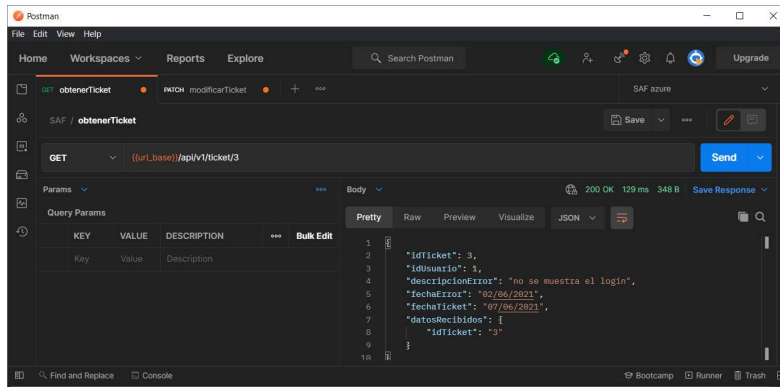 Postman
File Edit View Help
Home Workspaces Reports Explore Search Postman Upgrade
GET obtenerTicket PATCH modificarTicket SAF azure
SAF / obtenerTicket Save
GET {{url_base}}/api/v1/ticket/3 Send
Params Body 200 OK 129 ms 348 B Save Response
Query Params Pretty Raw Preview Visualize JSON
KEY VALUE DESCRIPTION Bulk Edit
Key Value Description
1 {
2 "idTicket": 3,
3 "idUsuario": 1,
4 "descripcionError": "no se muestra el login",
5 "fechaError": "02/06/2021",
6 "fechaTicket": "07/06/2021",
7 "datosRecibidos": {
8 "idTicket": "3"
9 }
10 }
Find and Replace Console Bootcamp Runner Trash